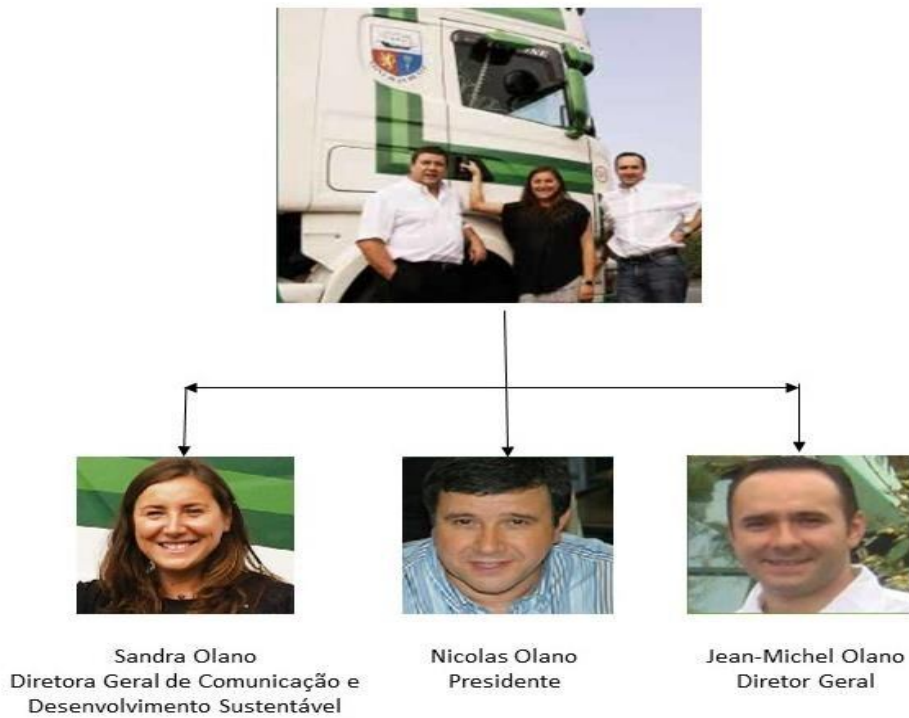 Sandra Olano
Diretora Geral de Comunicação e
Desenvolvimento Sustentável
Nicolas Olano
Presidente
Jean-Michel Olano
Diretor Geral